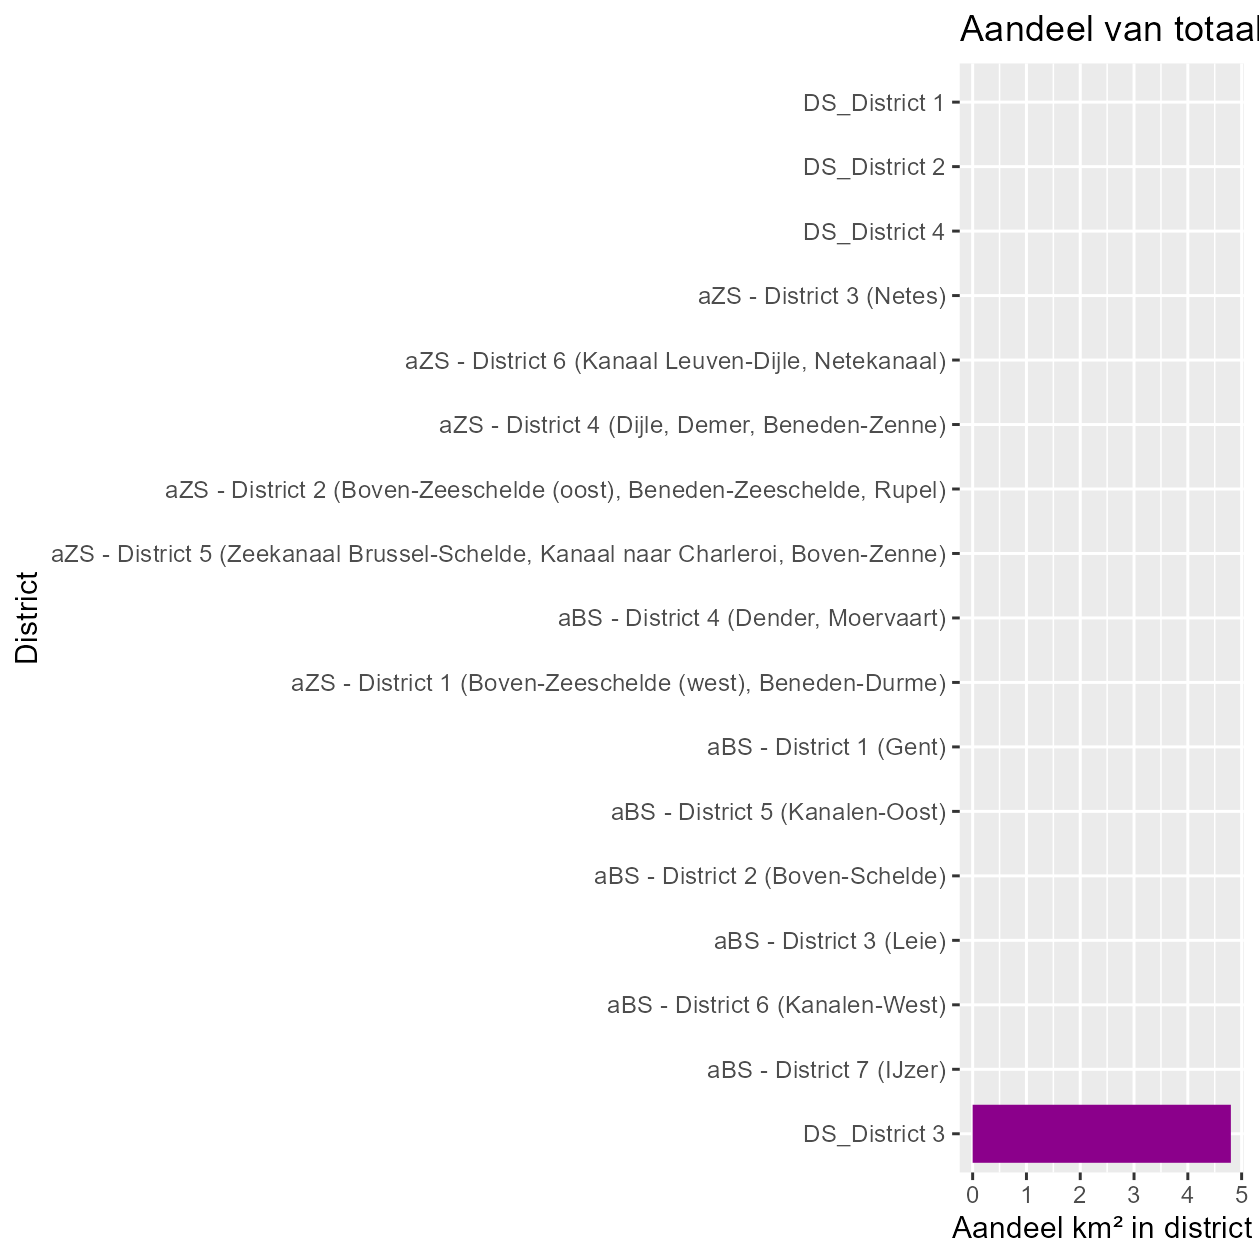 Aandeel van totaal
DS_District 1
DS_District 2
DS_District 4
aZS - District 3 (Netes)
aZS - District 6 (Kanaal Leuven-Dijle, Netekanaal)
aZS - District 4 (Dijle, Demer, Beneden-Zenne)
aZS - District 2 (Boven-Zeeschelde (oost), Beneden-Zeeschelde, Rupel)
aZS - District 5 (Zeekanaal Brussel-Schelde, Kanaal naar Charleroi, Boven-Zenne)
aBS - District 4 (Dender, Moervaart)
aZS - District 1 (Boven-Zeeschelde (west), Beneden-Durme)
aBS - District 1 (Gent)
aBS - District 5 (Kanalen-Oost)
aBS - District 2 (Boven-Schelde)
aBS - District 3 (Leie)
aBS - District 6 (Kanalen-West)
aBS - District 7 (IJzer)
DS_District 3
District
0 1 2 3 4 5
Aandeel km² in district